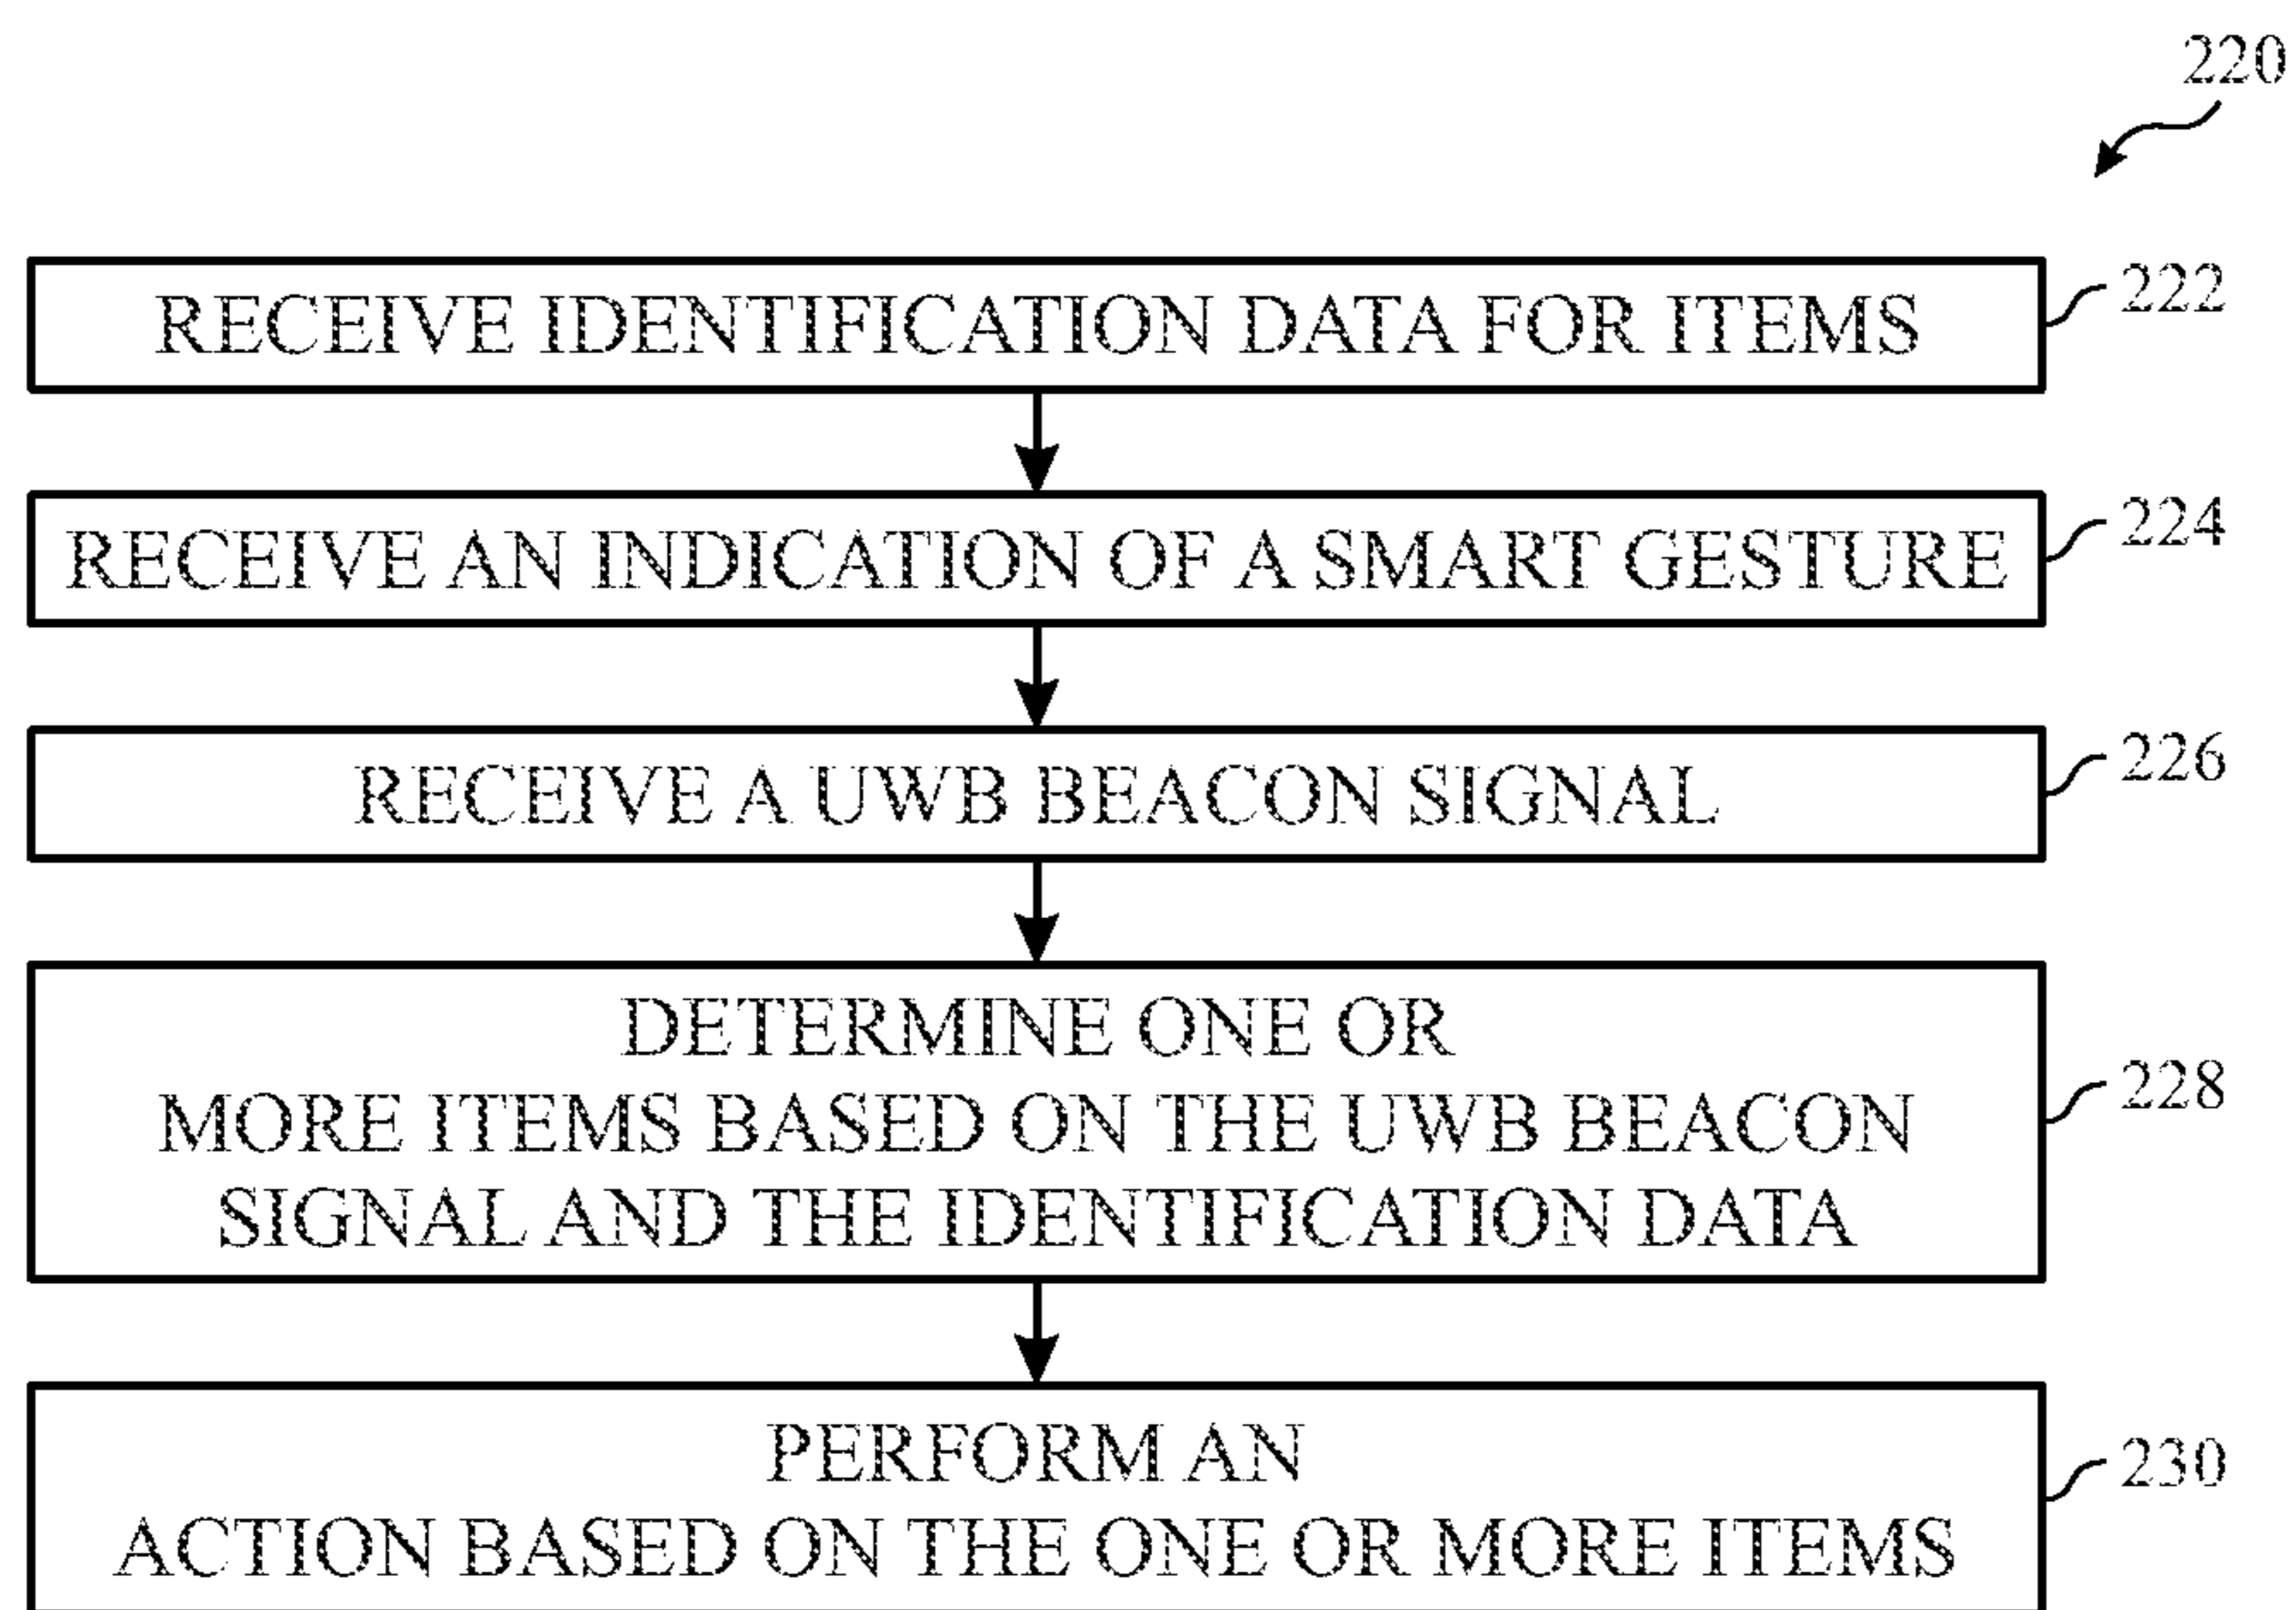 220
RECEIVE IDENTIFICATION DATA FOR ITEMS
222
RECEIVE AN INDICATION OF A SMART GESTURE
224
RECEIVE A UWB BEACON SIGNAL
226
DETERMINE ONE OR
MORE ITEMS BASED ON THE UWB BEACON
SIGNAL AND THE IDENTIFICATION DATA
228
PERFORM AN
ACTION BASED ON THE ONE OR MORE ITEMS
230